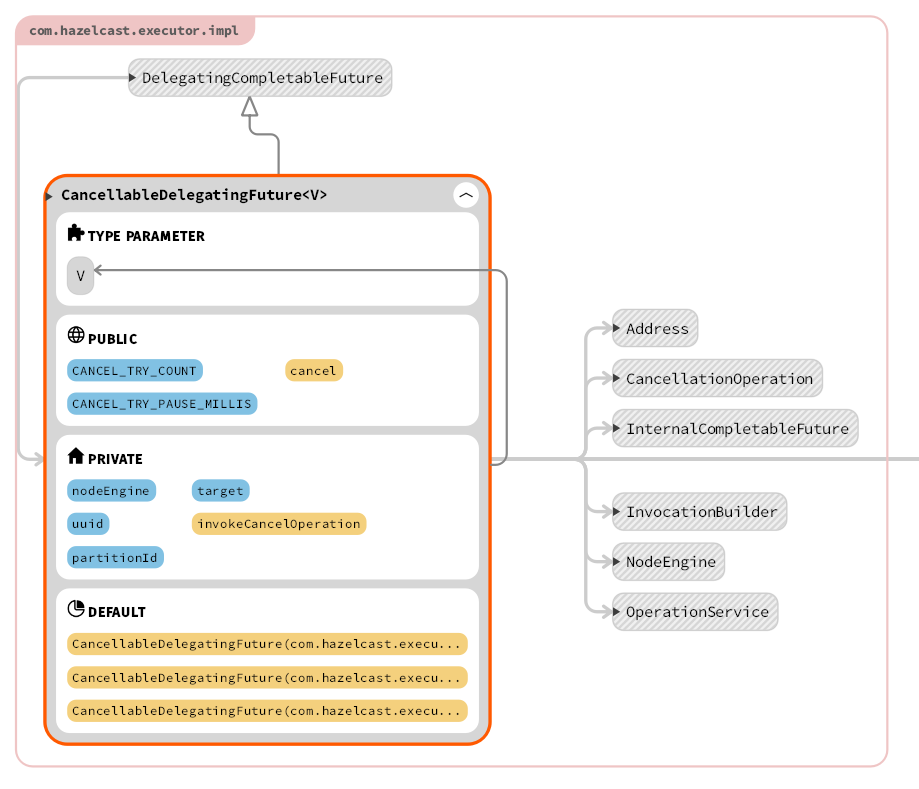 com.hazelcast.executor.impl
DelegatingCompletableFuture
CancellableDelegatingFuture<V>
TYPE PARAMETER
V
PUBLIC
CANCEL_TRY_COUNT cancel
CANCEL_TRY_PAUSE_MILLIS
PRIVATE
nodeEngine target
uuid invokeCancelOperation
partitionId
DEFAULT
CancellableDelegatingFuture(com.hazelcast.execu...
CancellableDelegatingFuture(com.hazelcast.execu...
CancellableDelegatingFuture(com.hazelcast.execu...
Address
CancellationOperation
InternalCompletableFuture
InvocationBuilder
NodeEngine
OperationService